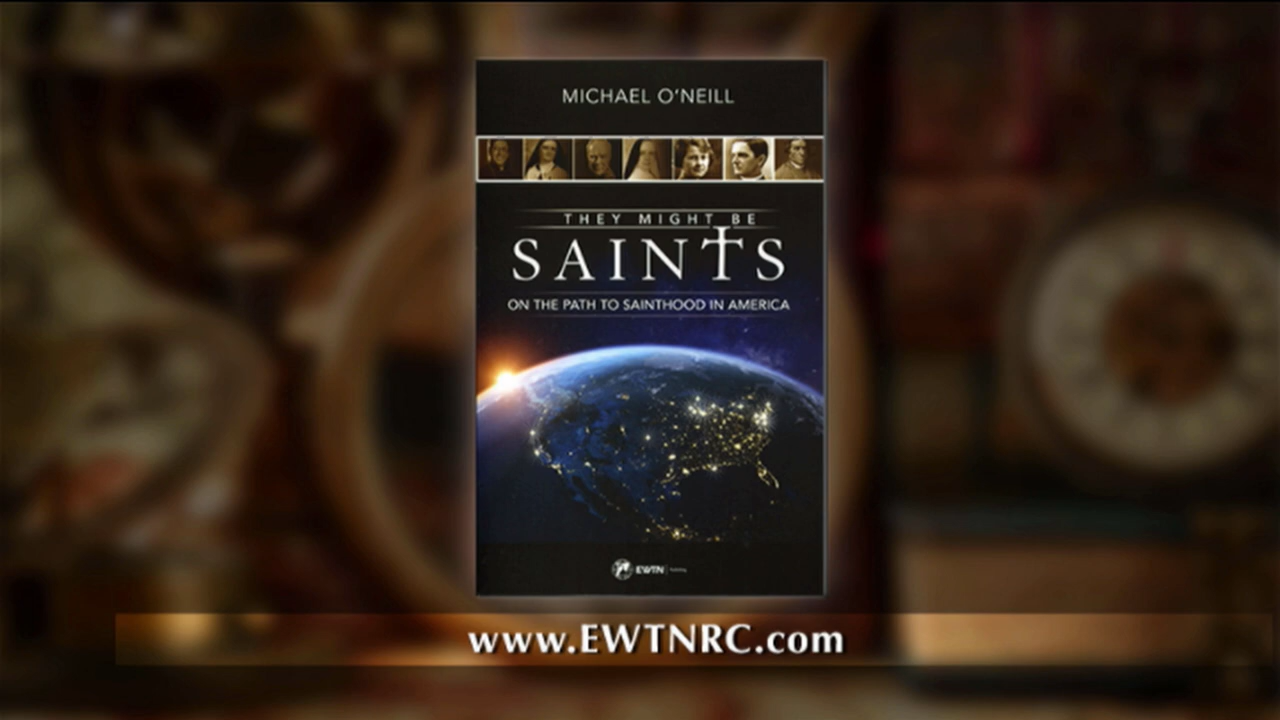 MICHAEL O'NEILL
THEY MIGHT BE
SAINTS
ON THE PATH TO SAINTHOOD IN AMERICA
EWTN
www.EWTNRC.com